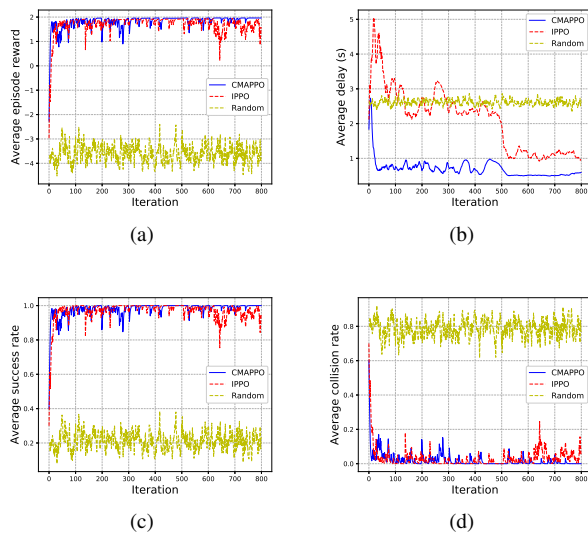 Average episode reward
2
1
0
−1
−2
−3
−4
0 100 200 300 400 500 600 700 800
Iteration
CMAPPO
IPPO
Random
(a)
Average delay (s)
5
4
3
2
1
0 100 200 300 400 500 600 700 800
Iteration
CMAPPO
IPPO
Random
(b)
Average success rate
1.0
0.8
0.6
0.4
0.2
0 100 200 300 400 500 600 700 800
Iteration
CMAPPO
IPPO
Random
(c)
Average collision rate
0.8
0.6
0.4
0.2
0.0
0 100 200 300 400 500 600 700 800
Iteration
CMAPPO
IPPO
Random
(d)